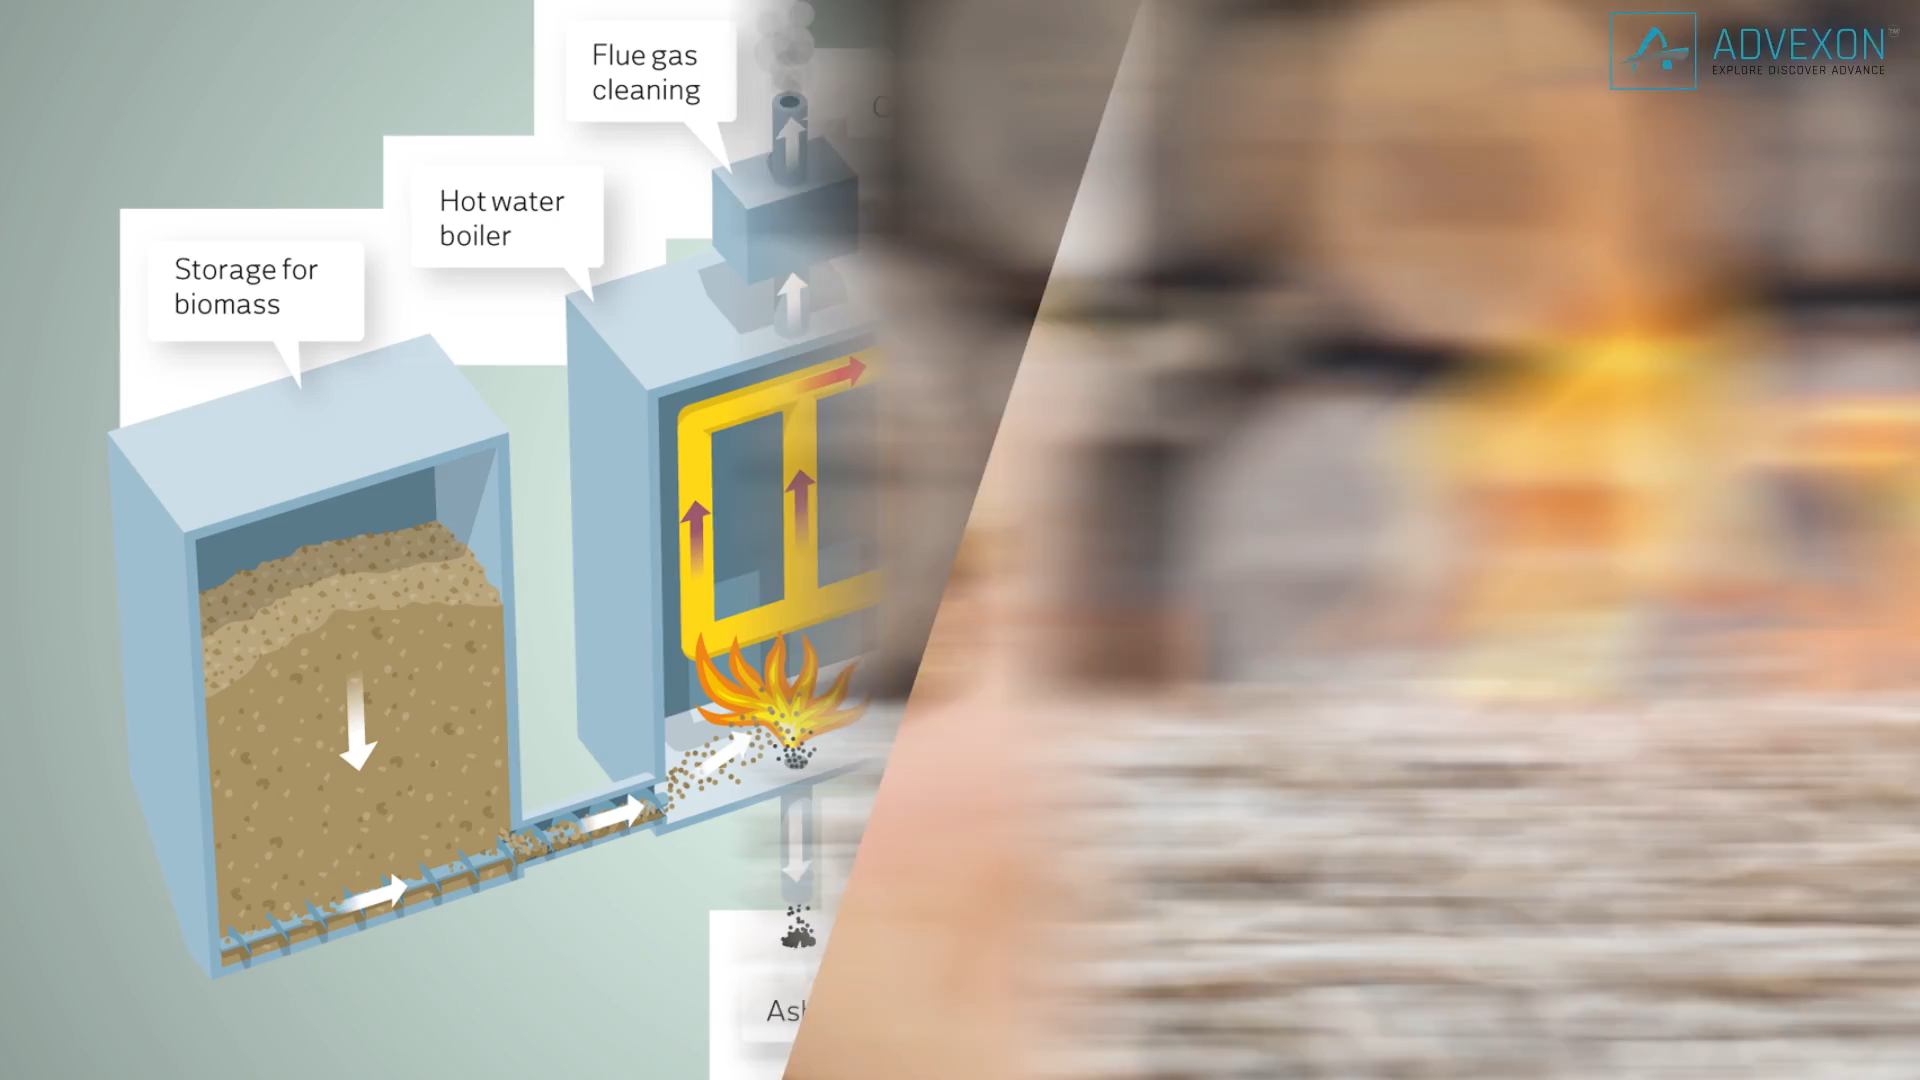 Flue gas
cleaning
Hot water
boiler
Storage for
biomass
ADVEXON
EXPLORE DISCOVER ADVANCE